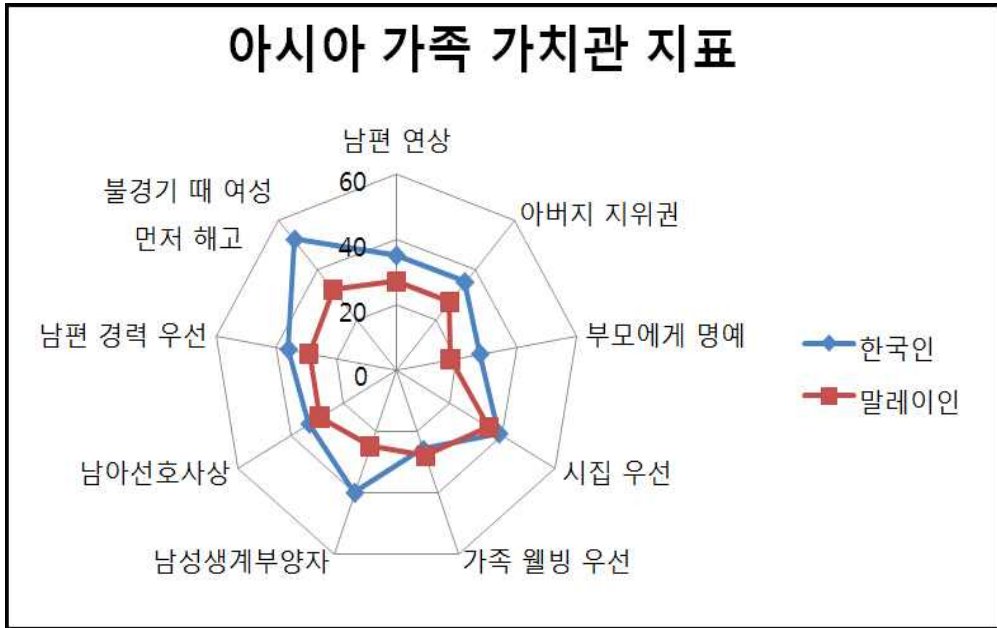 아시아 가족 가치관 지표
남편 연상
아버지 지위권
부모에게 명예
시집 우선
가족 웰빙 우선
남성생계부양자
남아선호사상
남편 경력 우선
불경기 때 여성
먼저 해고
60
40
20
0
한국인
말레이인